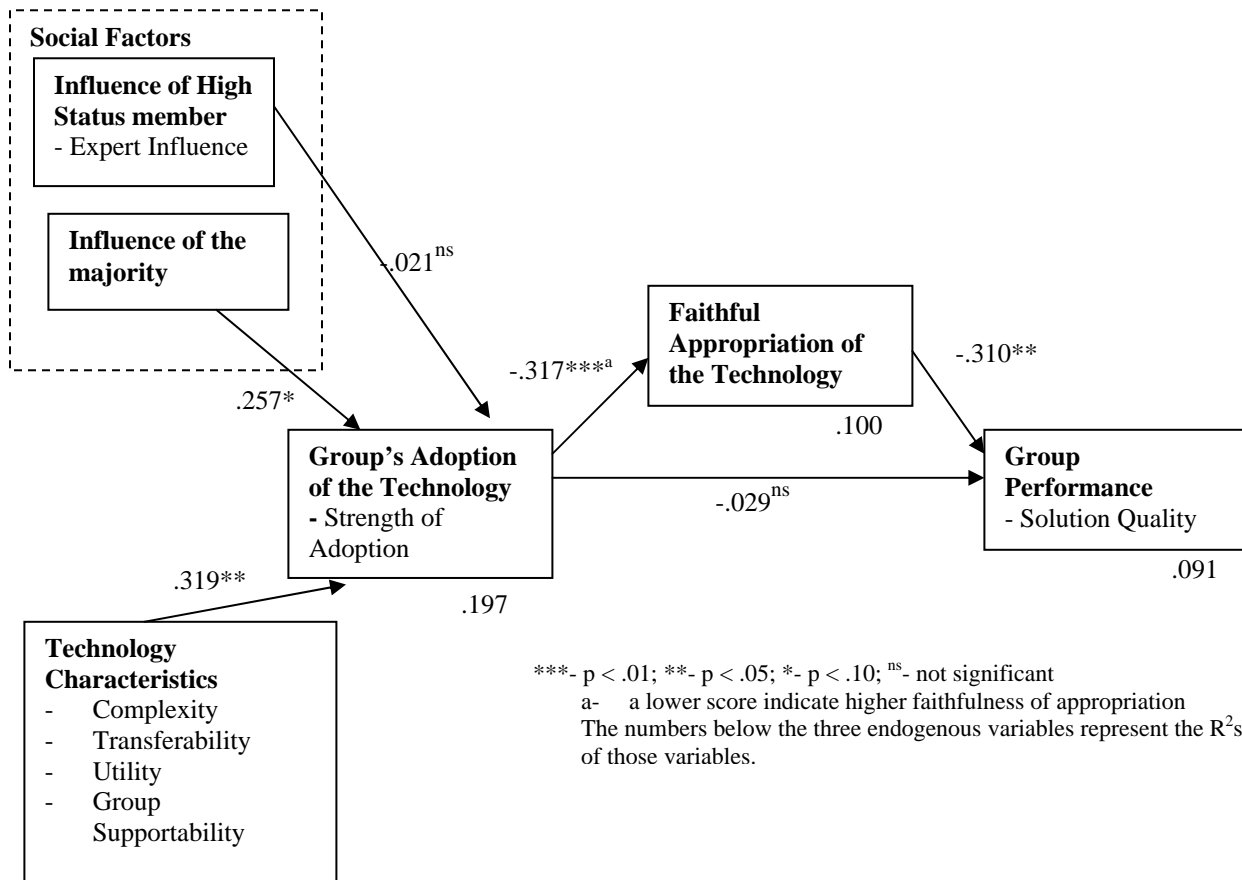 Social Factors
Influence of High
Status member
- Expert Influence
Influence of the
majority
-.021ns
.257*
Faithful
Appropriation of
the Technology
-.317***a
-.310**
.100
Group's Adoption
of the Technology
- Strength of
Adoption
-.029ns
Group
Performance
- Solution Quality
.091
.319**
.197
Technology
Characteristics
- Complexity
- Transferability
- Utility
- Group
Supportability
***- p < .01; **- p < .05; *- p < .10; ns- not significant
a- a lower score indicate higher faithfulness of appropriation
The numbers below the three endogenous variables represent the R2s
of those variables.